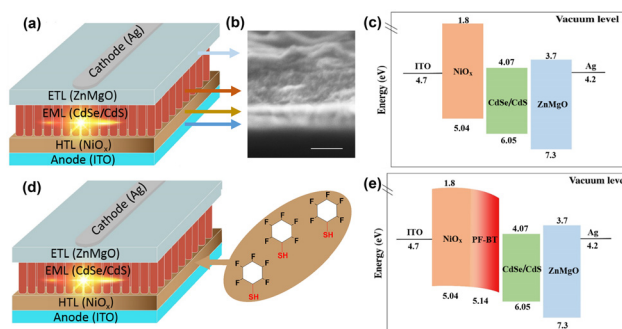 (a)
Cathode (Ag)
ETL (ZnMgO)
EML (CdSe/CdS)
HTL (NiOₓ)
Anode (ITO)
(b)
(c)
Vacuum level
Energy (eV)
1.8
ITO
4.7
NiOₓ
5.04
4.07
CdSe/CdS
6.05
3.7
ZnMgO
7.3
Ag
4.2
(d)
Cathode (Ag)
ETL (ZnMgO)
EML (CdSe/CdS)
HTL (NiOₓ)
Anode (ITO)
F
F
F
F
F
SH
F
F
F
F
F
SH
F
F
F
F
F
SH
(e)
Vacuum level
Energy (eV)
1.8
ITO
4.7
NiOₓ
PF-BT
5.04
5.14
4.07
CdSe/CdS
6.05
3.7
ZnMgO
7.3
Ag
4.2